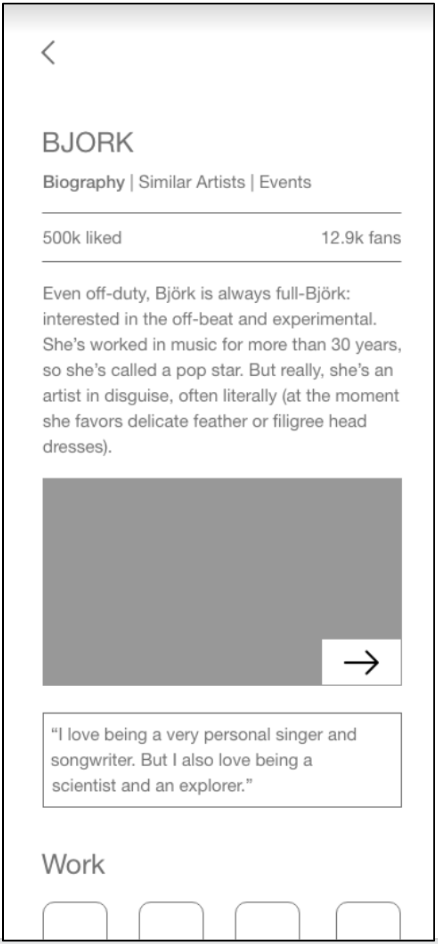 BJORK
Biography | Similar Artists | Events
500k liked 12.9k fans
Even off-duty, Björk is always full-Björk:
interested in the off-beat and experimental.
She’s worked in music for more than 30 years,
so she’s called a pop star. But really, she’s an
artist in disguise, often literally (at the moment
she favors delicate feather or filigree head
dresses).
“I love being a very personal singer and
songwriter. But I also love being a
scientist and an explorer.”
Work